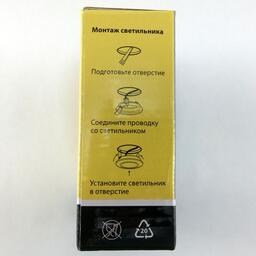 Монтаж светильника
Подготовьте отверстие
Соедините проводку
со светильником
Установите светильник
в отверстие
20